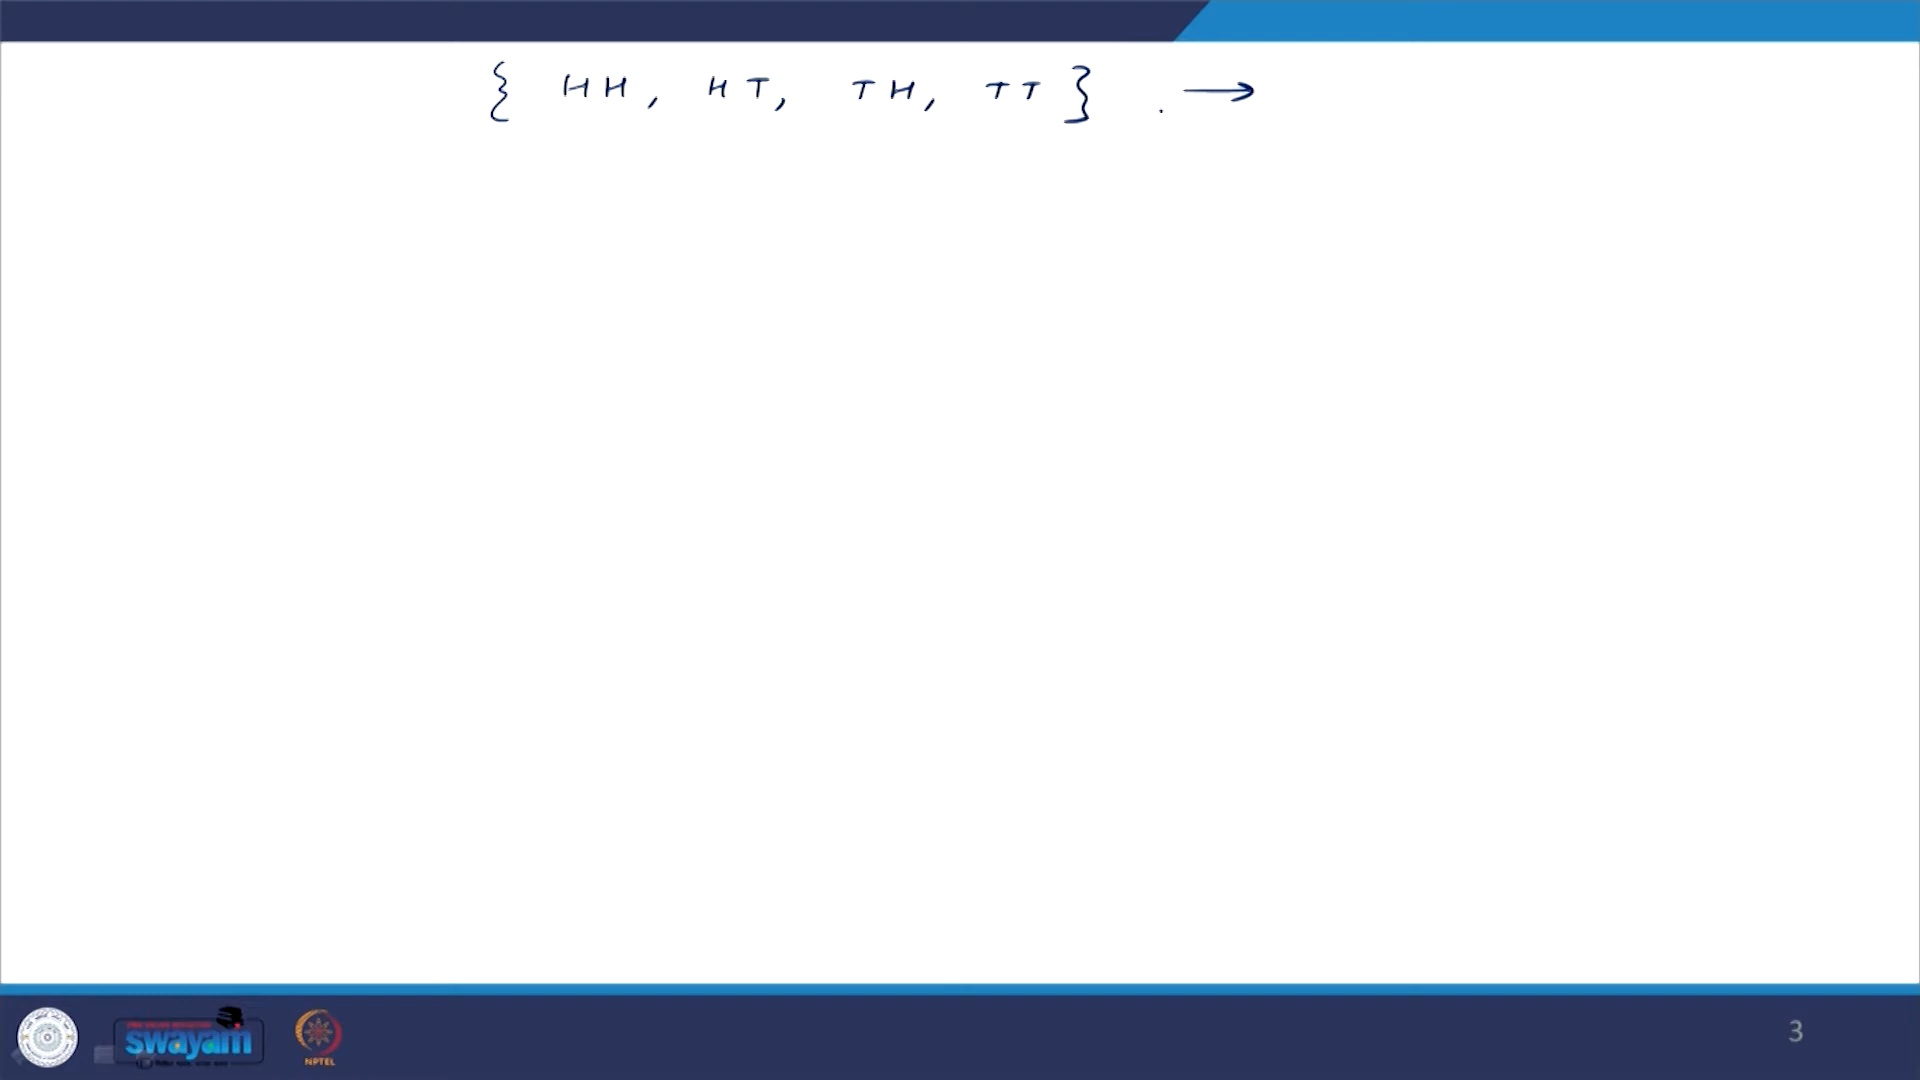 { HH, HT, TH, TT } . →
swayam
NPTEL
3